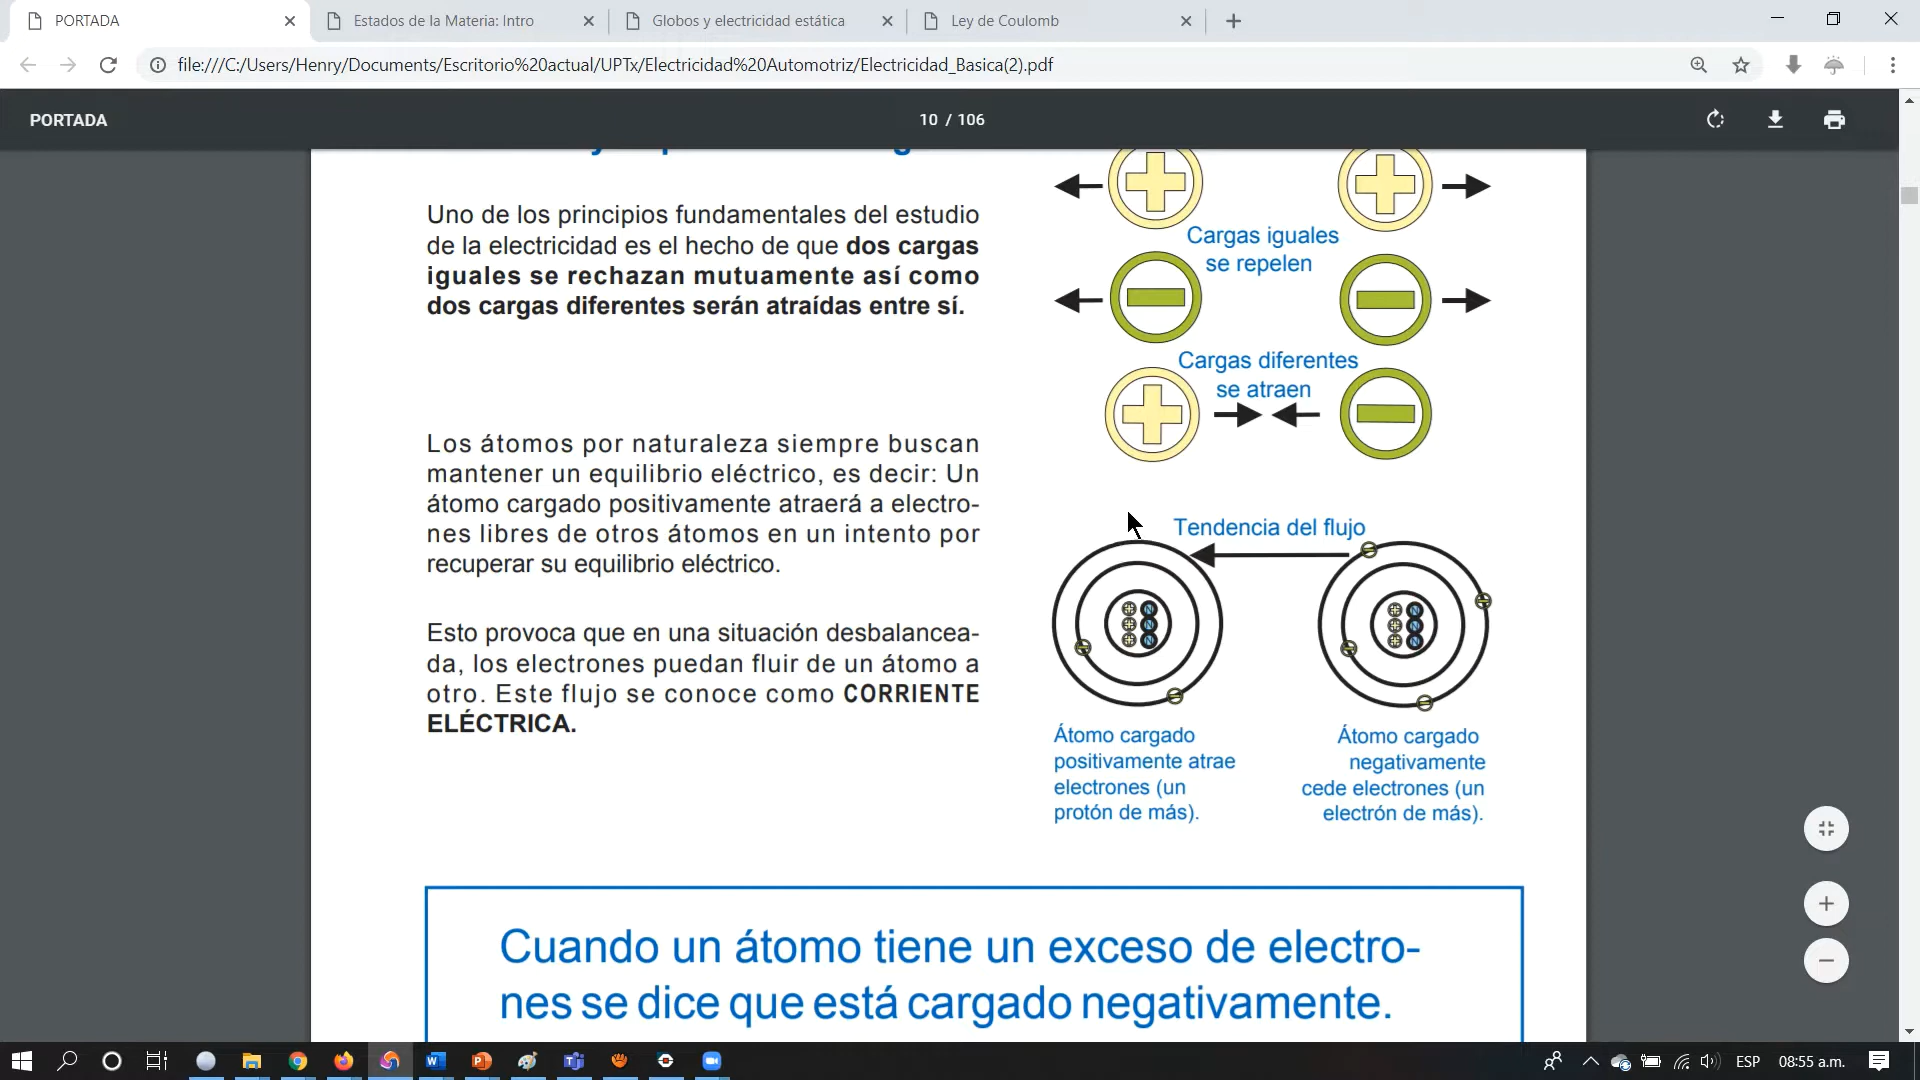 PORTADA
Estados de la Materia: Intro
Globos y electricidad estática
Ley de Coulomb
file:///C:/Users/Henry/Documents/Escritorio%20actual/UPTx/Electricidad%20Automotriz/Electricidad_Basica(2).pdf
PORTADA
10 / 106
Uno de los principios fundamentales del estudio
de la electricidad es el hecho de que dos cargas
iguales se rechazan mutuamente así como
dos cargas diferentes serán atraídas entre sí.
Cargas iguales
se repelen
Cargas diferentes
se atraen
Los átomos por naturaleza siempre buscan
mantener un equilibrio eléctrico, es decir: Un
átomo cargado positivamente atraerá a electro-
nes libres de otros átomos en un intento por
recuperar su equilibrio eléctrico.
Esto provoca que en una situación desbalancea-
da, los electrones puedan fluir de un átomo a
otro. Este flujo se conoce como CORRIENTE
ELÉCTRICA.
Tendencia del flujo
N
N
N
N
N
N
Átomo cargado
positivamente atrae
electrones (un
protón de más).
Átomo cargado
negativamente
cede electrones (un
electrón de más).
Cuando un átomo tiene un exceso de electro-
nes se dice que está cargado negativamente.
ESP
08:55 a.m.